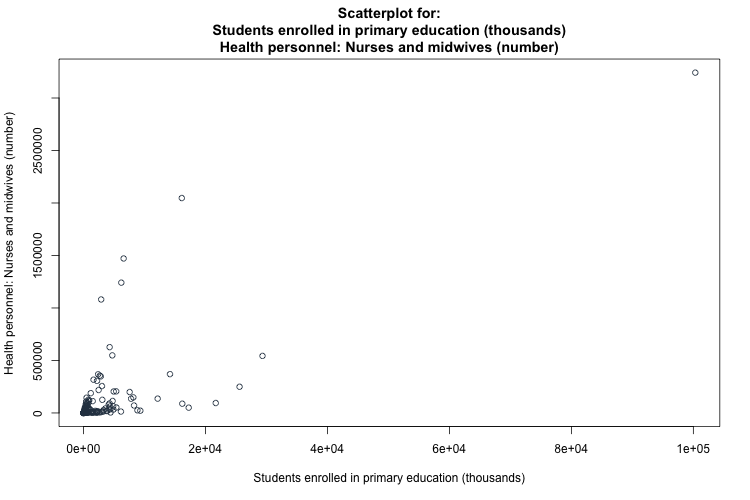 Scatterplot for:
Students enrolled in primary education (thousands)
Health personnel: Nurses and midwives (number)
Health personnel: Nurses and midwives (number)
2500000
1500000
500000
0
0e+00 2e+04 4e+04 6e+04 8e+04 1e+05
Students enrolled in primary education (thousands)